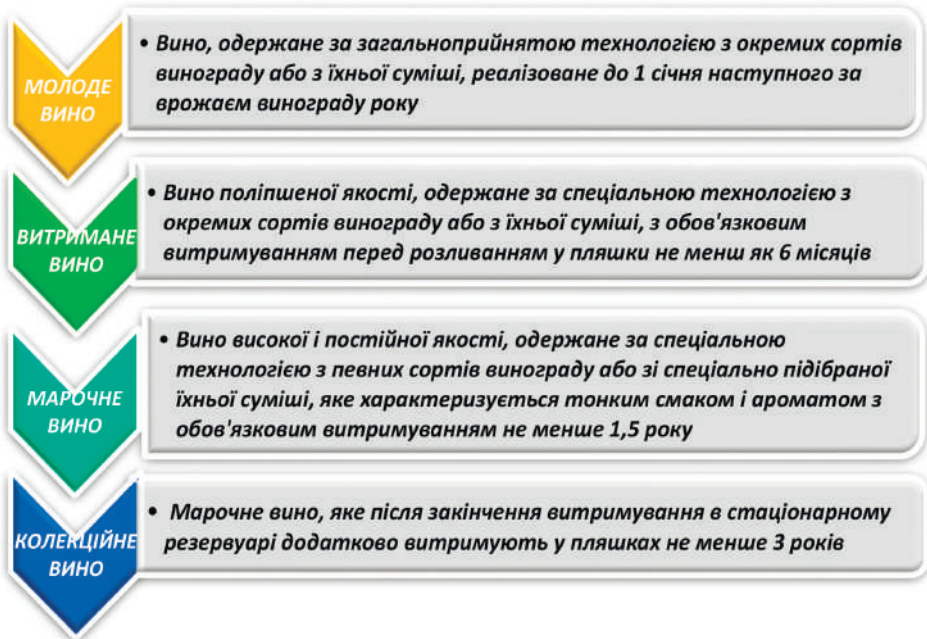 МОЛОДЕ
ВИНО
• Вино, одержане за загальноприйнятою технологією з окремих сортів
винограду або з їхньої суміші, реалізоване до 1 січня наступного за
врожаєм винограду року
ВИТРИМАНЕ
ВИНО
• Вино поліпшеної якості, одержане за спеціальною технологією з
окремих сортів винограду або з їхньої суміші, з обов'язковим
витримуванням перед розливанням у пляшки не менш як 6 місяців
МАРОЧНЕ
ВИНО
• Вино високої і постійної якості, одержане за спеціальною
технологією з певних сортів винограду або зі спеціально підібраної
їхньої суміші, яке характеризується тонким смаком і ароматом з
обов'язковим витримуванням не менше 1,5 року
КОЛЕКЦІЙНЕ
ВИНО
• Марочне вино, яке після закінчення витримування в стаціонарному
резервуарі додатково витримують у пляшках не менше 3 років